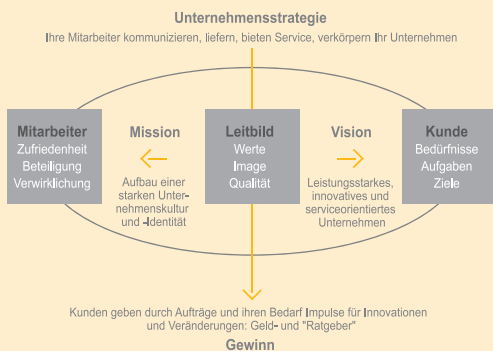 Unternehmensstrategie
Ihre Mitarbeiter kommunizieren, liefern, bieten Service, verkörpern Ihr Unternehmen
Mitarbeiter
Zufriedenheit
Beteiligung
Verwirklichung
Mission
Aufbau einer
starken Unter-
nehmenskultur
und -Identität
Leitbild
Werte
Image
Qualität
Vision
Leistungsstarkes,
innovatives und
serviceorientiertes
Unternehmen
Kunde
Bedürfnisse
Aufgaben
Ziele
Kunden geben durch Aufträge und ihren Bedarf Impulse für Innovationen
und Veränderungen: Geld- und "Ratgeber"
Gewinn